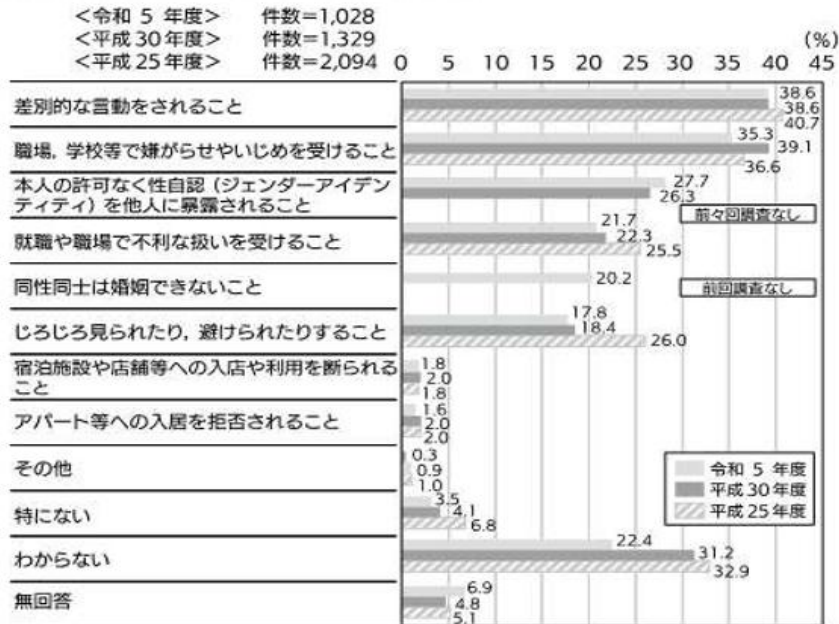 ＜令和 5 年度＞ 件数＝1,028
＜平成 30 年度＞ 件数＝1,329
＜平成 25 年度＞ 件数＝2,094
(%)
0 5 10 15 20 25 30 35 40 45
差別的な言動をされること
38.6
38.6
40.7
職場，学校等で嫌がらせやいじめを受けること
35.3
39.1
36.6
本人の許可なく性自認（ジェンダーアイデン
ティティ）を他人に暴露されること
27.7
26.3
前々回調査なし
就職や職場で不利な扱いを受けること
21.7
22.3
25.5
同性同士は婚姻できないこと
20.2
前回調査なし
じろじろ見られたり，避けられたりすること
17.8
18.4
26.0
宿泊施設や店舗等への入店や利用を断られる
こと
1.8
2.0
1.8
アパート等への入居を拒否されること
1.6
2.0
2.0
その他
0.3
0.9
1.0
特にない
3.5
4.1
6.8
わからない
22.4
31.2
32.9
無回答
6.9
4.8
5.1
令和 5 年度
平成 30 年度
平成 25 年度